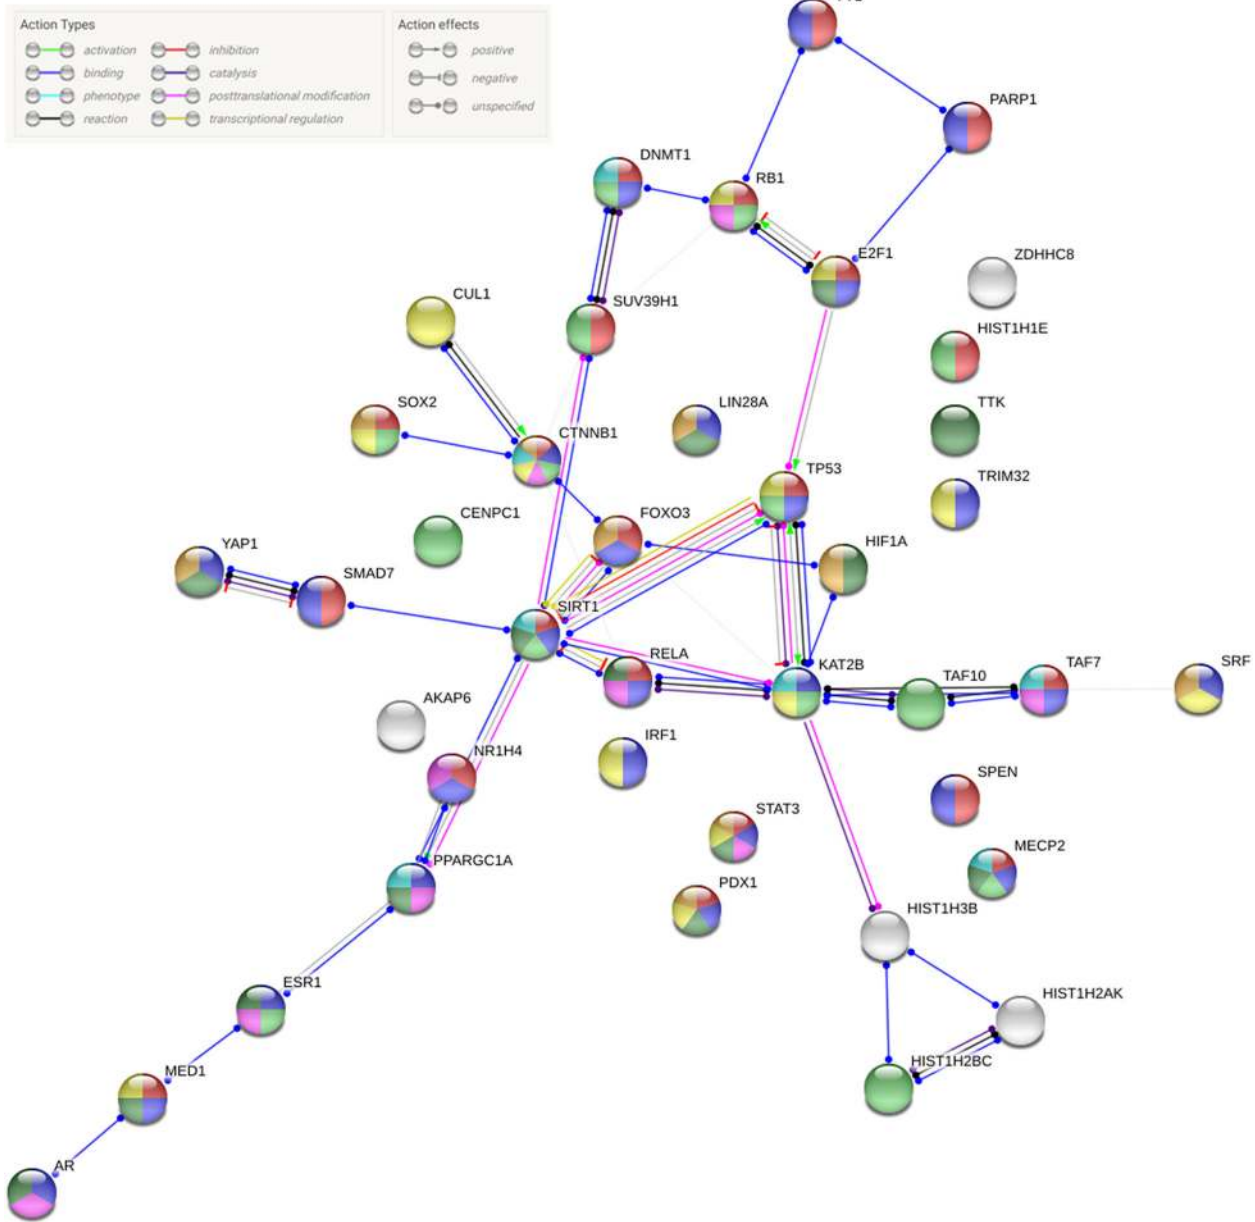 Action Types
activation
inhibition
binding
catalysis
phenotype
posttranslational modification
reaction
transcriptional regulation
Action effects
positive
negative
unspecified
PARP1
DNMT1
RB1
E2F1
ZDHHC8
CUL1
SUV39H1
HIST1H1E
SOX2
LIN28A
TTK
CTNNB1
TP53
TRIM32
CENPC1
FOXO3
HIF1A
YAP1
SMAD7
SIRT1
RELA
KAT2B
TAF10
TAF7
SRF
AKAP6
NR1H4
IRF1
SPEN
STAT3
MECP2
PPARGC1A
PDX1
HIST1H3B
ESR1
HIST1H2AK
MED1
HIST1H2BC
AR